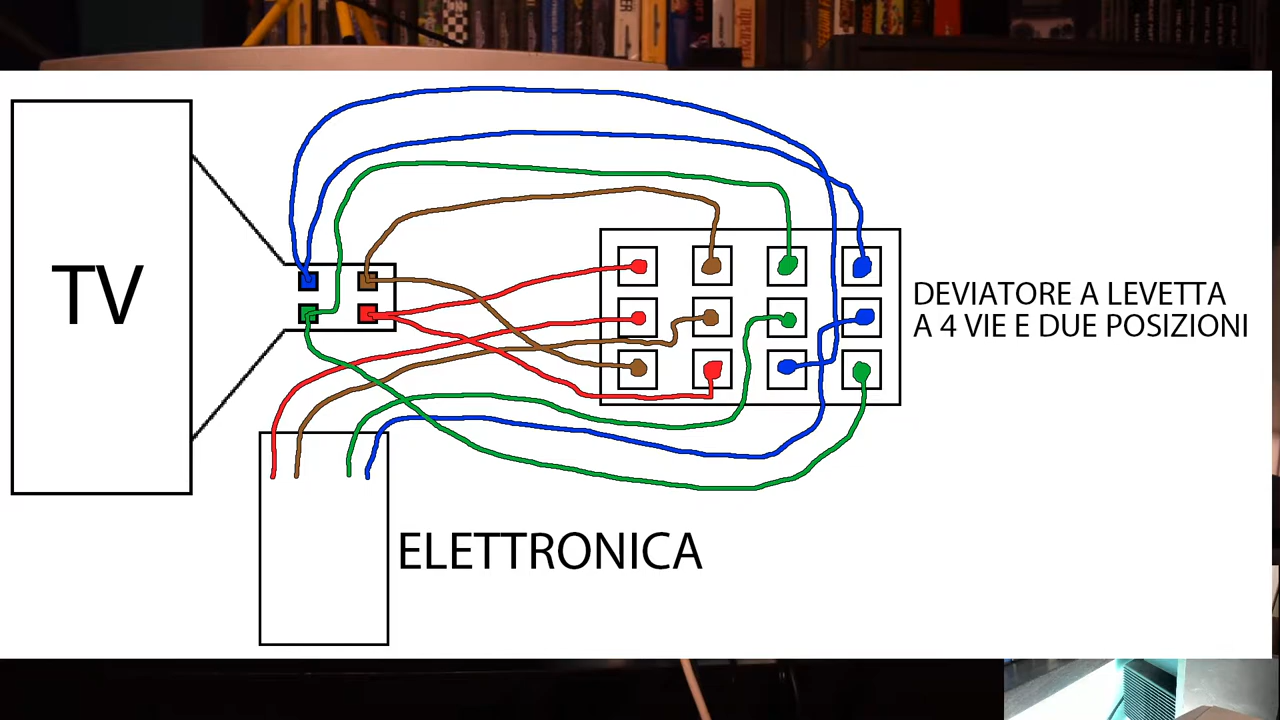 TV
DEVIATORE A LEVETTA
A 4 VIE E DUE POSIZIONI
ELETTRONICA